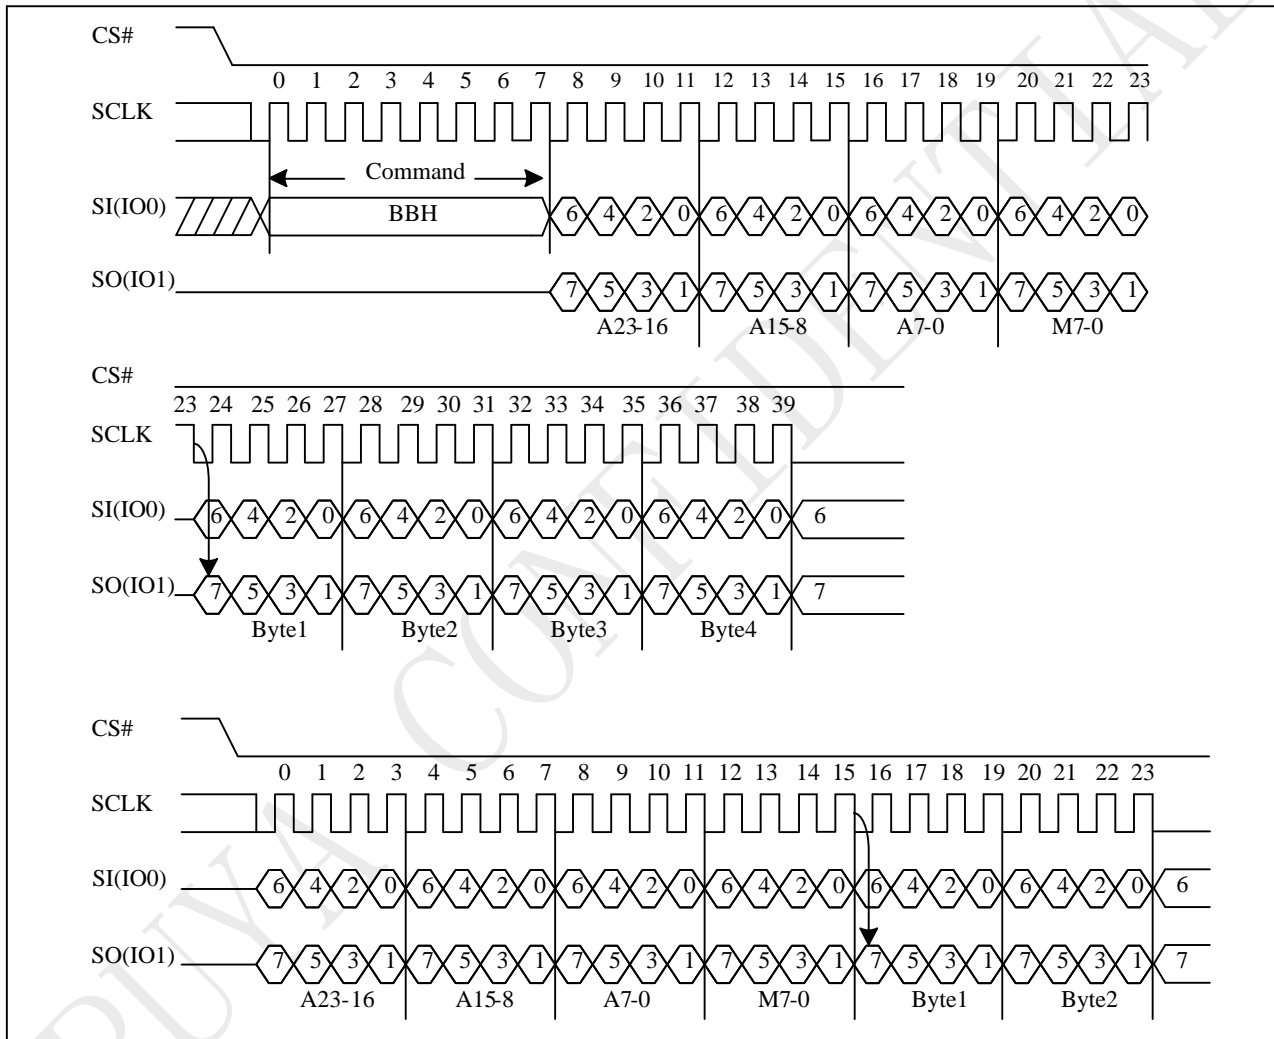 CS#
0 1 2 3 4 5 6 7 8 9 10 11 12 13 14 15 16 17 18 19 20 21 22 23
SCLK
Command
SI(IO0) BBH 6 4 2 0 6 4 2 0 6 4 2 0 6 4 2 0
SO(IO1) 7 5 3 1 7 5 3 1 7 5 3 1 7 5 3 1
A23-16 A15-8 A7-0 M7-0
CS#
23 24 25 26 27 28 29 30 31 32 33 34 35 36 37 38 39
SCLK
SI(IO0) 6 4 2 0 6 4 2 0 6 4 2 0 6 4 2 0 6
SO(IO1) 7 5 3 1 7 5 3 1 7 5 3 1 7 5 3 1 7
Byte1 Byte2 Byte3 Byte4
CS#
0 1 2 3 4 5 6 7 8 9 10 11 12 13 14 15 16 17 18 19 20 21 22 23
SCLK
SI(IO0) 6 4 2 0 6 4 2 0 6 4 2 0 6 4 2 0 6 4 2 0 6 4 2 0 6
SO(IO1) 7 5 3 1 7 5 3 1 7 5 3 1 7 5 3 1 7 5 3 1 7 5 3 1 7
A23-16 A15-8 A7-0 M7-0 Byte1 Byte2
PUYA CONFIDENTIAL